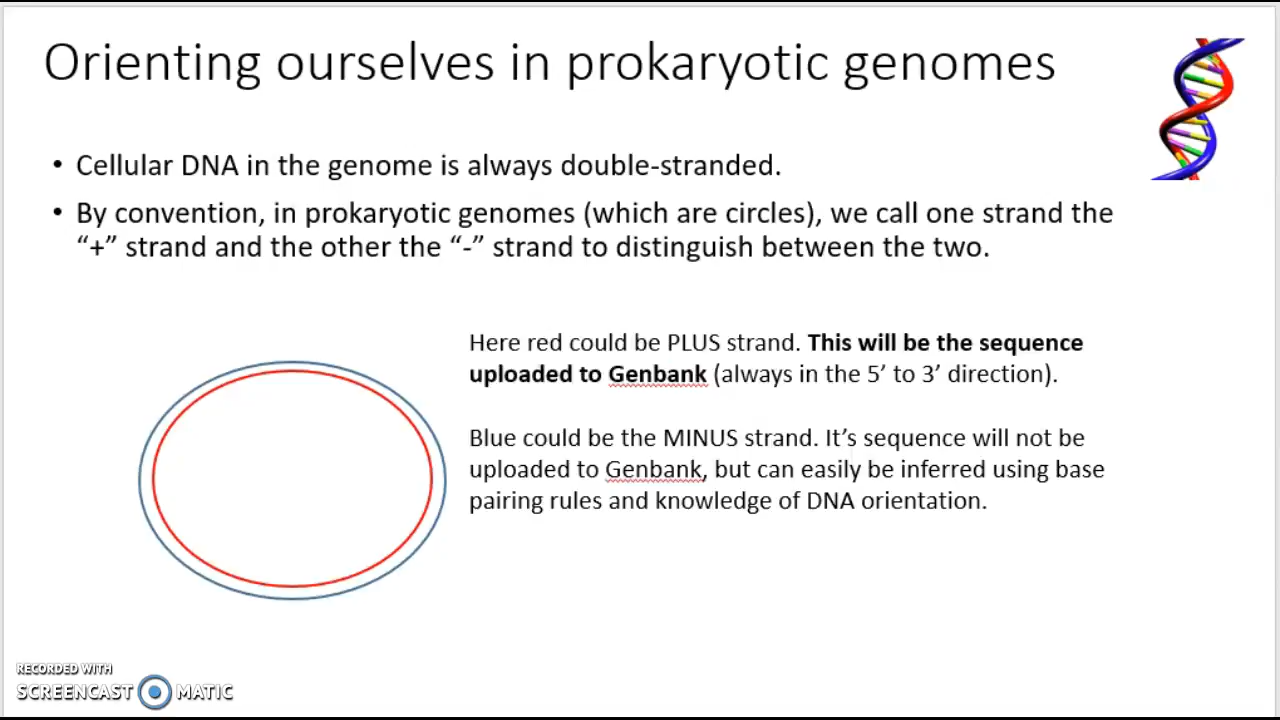 Orienting ourselves in prokaryotic genomes
• Cellular DNA in the genome is always double-stranded.
• By convention, in prokaryotic genomes (which are circles), we call one strand the
“+” strand and the other the “-” strand to distinguish between the two.
Here red could be PLUS strand. This will be the sequence
uploaded to Genbank (always in the 5’ to 3’ direction).
Blue could be the MINUS strand. It’s sequence will not be
uploaded to Genbank, but can easily be inferred using base
pairing rules and knowledge of DNA orientation.
RECORDED WITH
SCREENCAST MATIC